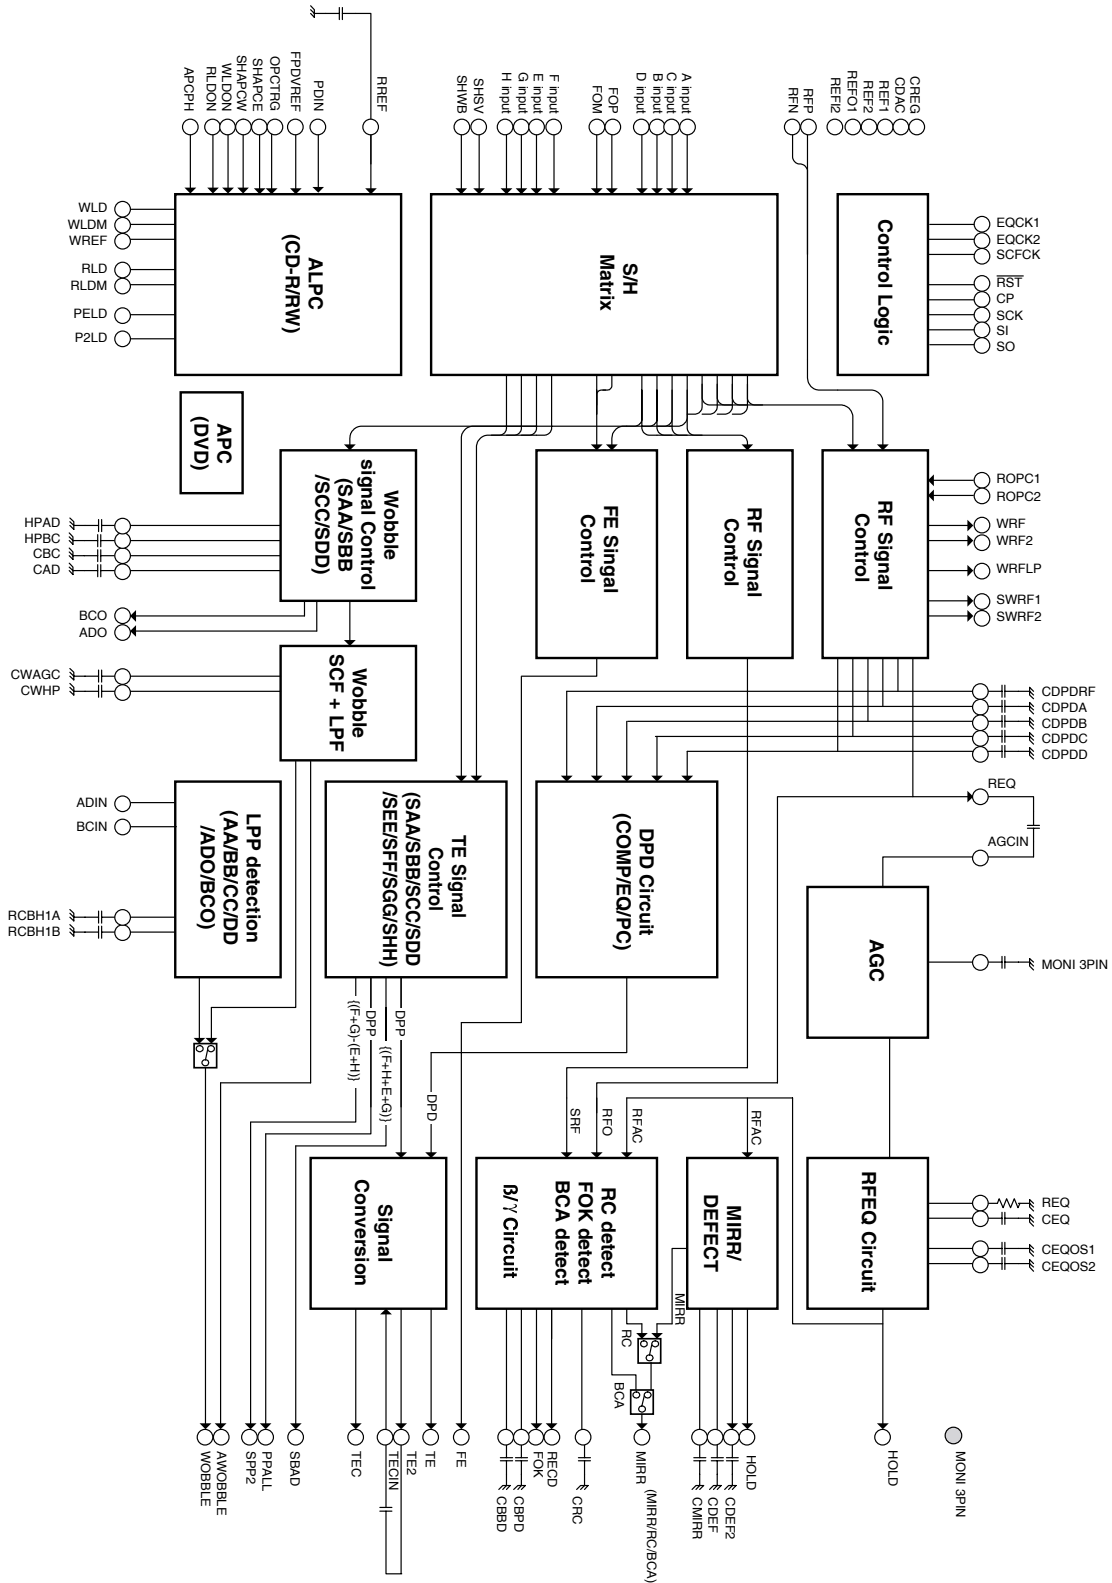 RREF
PDIN
FPDVREF
OPCTRG
SHAPCE
SHAPCW
WLDON
RLDON
APCPH
SHSV
SHWB
F input
E input
G input
H input
FOP
FOM
A input
C input
B input
D input
CREG
CDAC
REF1
REF2
REFO1
REFI2
RFP
RFN
WLD
WLDM
WREF
RLD
RLDM
PELD
P2LD
ALPC
(CD-R/RW)
S/H
Matrix
Control Logic
EQCK1
EQCK2
SCFCK
RST
CP
SCK
SI
SO
APC
(DVD)
HPAD
HPBC
CBC
CAD
BCO
ADO
Wobble
signal Control
(SAA/SBB
/SCC/SDD)
FE Singal
Control
RF Signal
Control
RF Signal
Control
ROPC1
ROPC2
WRF
WRF2
WRFLP
SWRF1
SWRF2
CWAGC
CWHP
Wobble
SCF + LPF
CDPDRF
CDPDA
CDPDB
CDPDC
CDPDD
REQ
AGCIN
ADIN
BCIN
RCBH1A
RCBH1B
LPP detection
(AA/BB/CC/DD
/ADO/BCO)
TE Signal
Control
(SAA/SBB/SCC/SDD
/SEE/SFF/SGG/SHH)
DPD Circuit
(COMP/EQ/PC)
AGC
MONI 3PIN
{(F+G)-(E+H)}
DPP
{(F+H+E+G)}
DPP
DPD
SRF
RFO
RFAC
RFAC
Signal
Conversion
RC detect
FOK detect
BCA detect
β/γ Circuit
MIRR/
DEFECT
RFEQ Circuit
REQ
CEQ
CEQOS1
CEQOS2
MIRR
RC
BCA
WOBBLE
AWOBBLE
SPP2
PPALL
SBAD
TEC
TECIN
TE2
TE
FE
CBBD
CBPD
FOK
RECD
CRC
MIRR
(MIRR/RC/BCA)
CMIRR
CDEF
CDEF2
HOLD
HOLD
MONI 3PIN